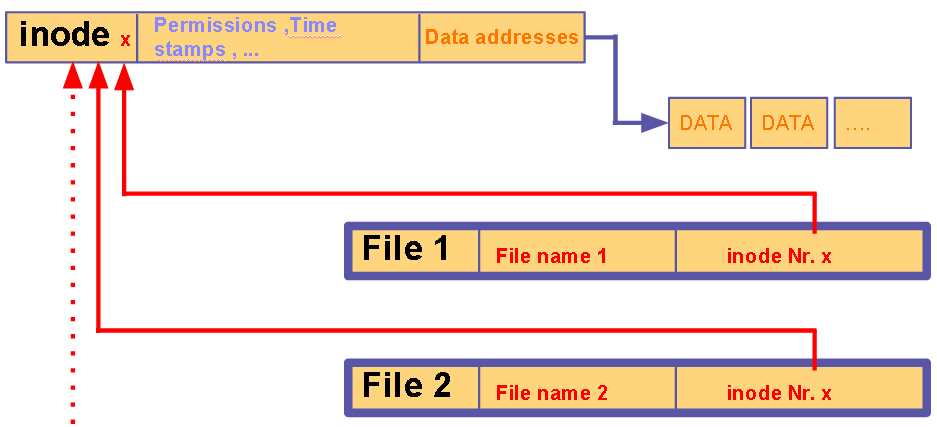 inode x
Permissions ,Time
stamps , ...
Data addresses
DATA
DATA
....
File 1
File name 1
inode Nr. x
File 2
File name 2
inode Nr. x